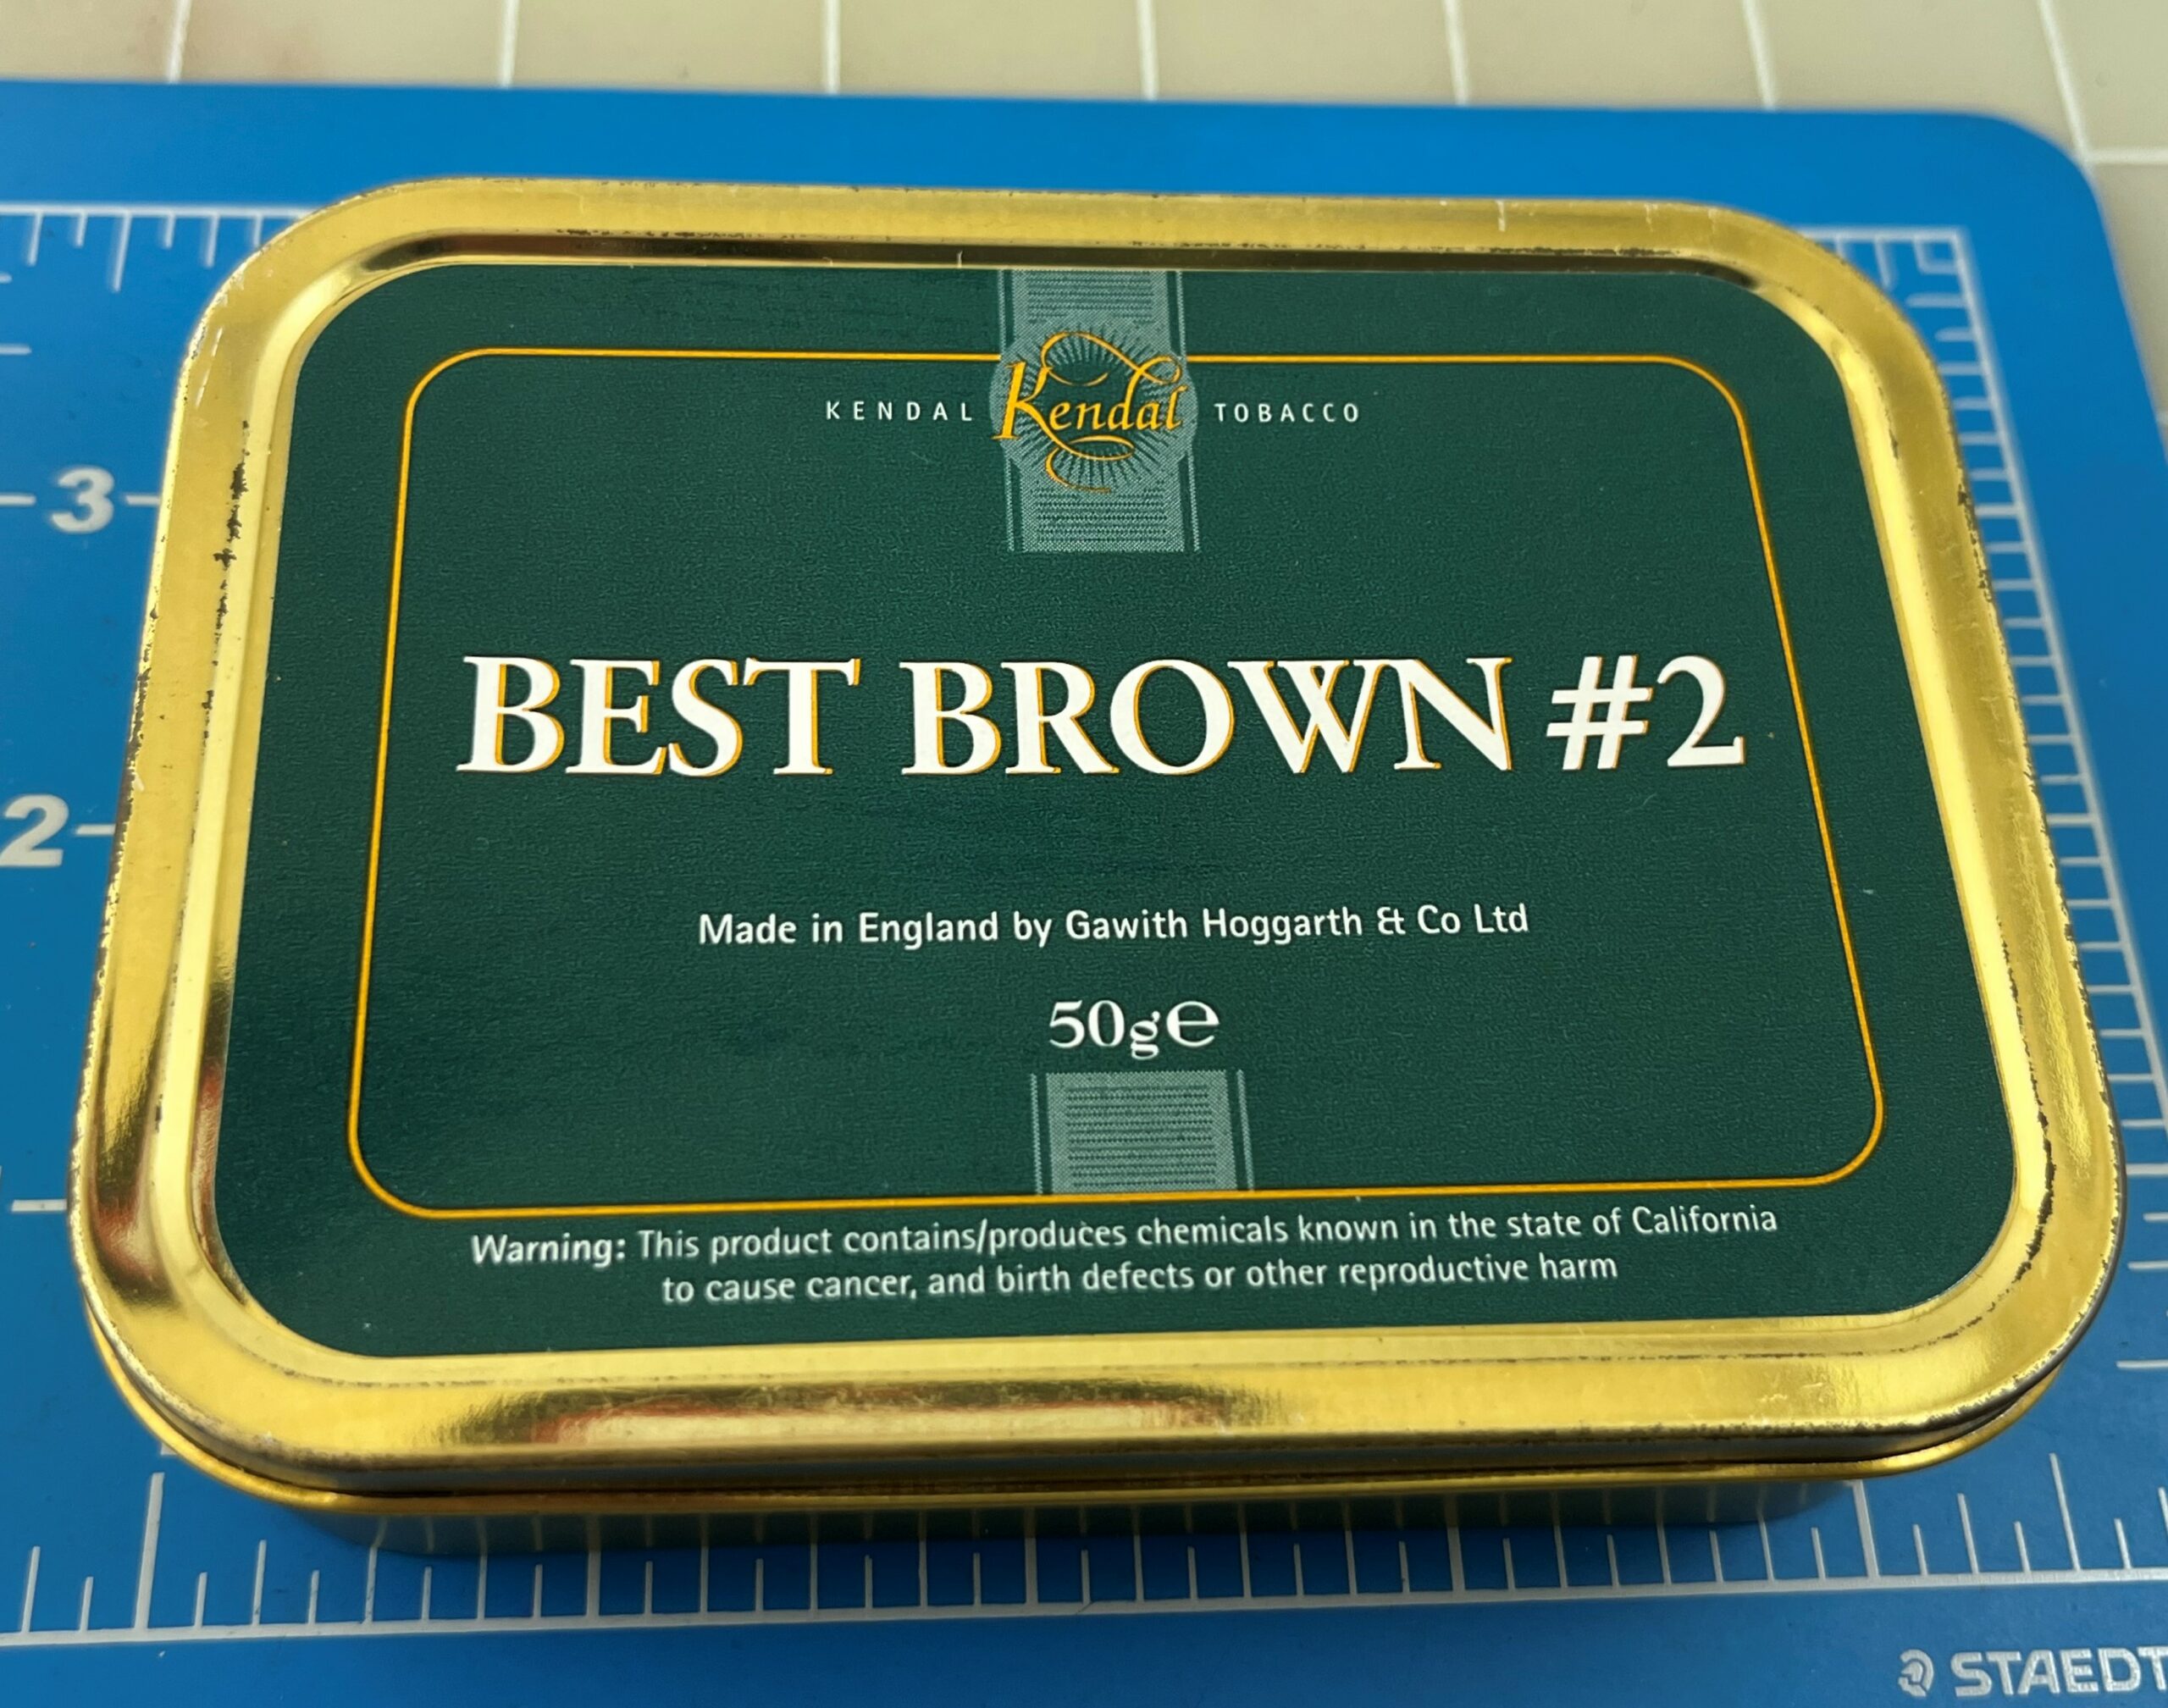 KENDAL Kendal TOBACCO
BEST BROWN #2
Made in England by Gawith Hoggarth & Co Ltd
50g℮
Warning: This product contains/produces chemicals known in the state of California
to cause cancer, and birth defects or other reproductive harm
3
2
STAEDT